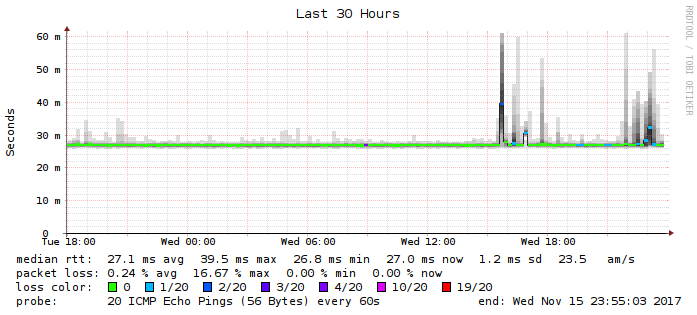 Last 30 Hours
RRDTOOL / TOBI OETIKER
Seconds
60 m
50 m
40 m
30 m
20 m
10 m
0
Tue 18:00 Wed 00:00 Wed 06:00 Wed 12:00 Wed 18:00
median rtt: 27.1 ms avg 39.5 ms max 26.8 ms min 27.0 ms now 1.2 ms sd 23.5 am/s
packet loss: 0.24 % avg 16.67 % max 0.00 % min 0.00 % now
loss color: 0 1/20 2/20 3/20 4/20 10/20 19/20
probe: 20 ICMP Echo Pings (56 Bytes) every 60s end: Wed Nov 15 23:55:03 2017